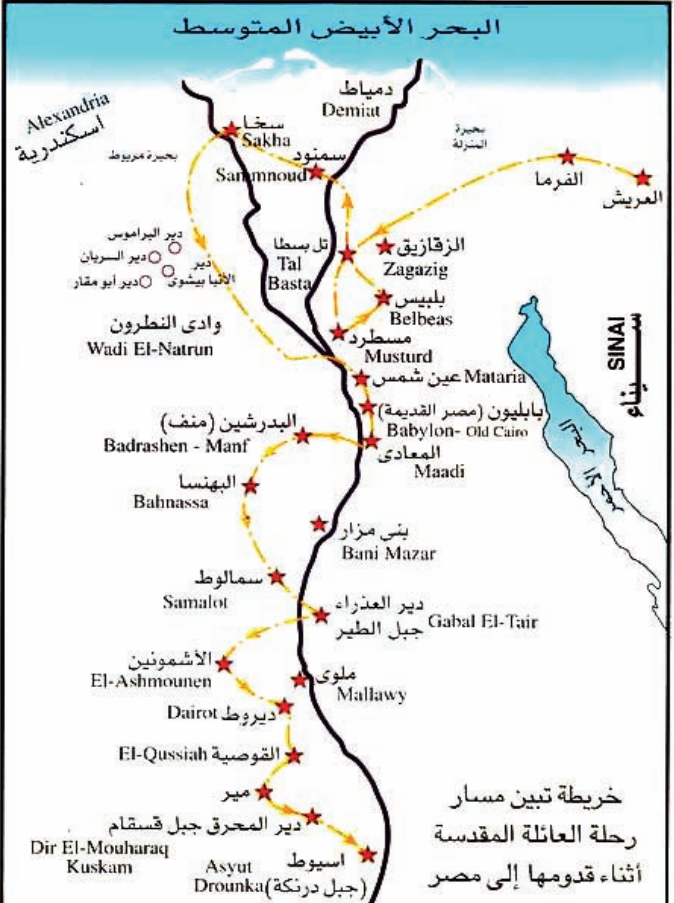 البحر الأبيض المتوسط
Alexandria
اسكندرية
دمياط
Demiat
سخا
Sakha
سمنود
Sammnoud
بحيرة
المنزلة
بحيرة مريوط
الفرما
العريش
دير البراموس
دير السريان
دير
الأنبا بيشوى
دير أبو مقار
تل بسطا
Tal
Basta
الزقازيق
Zagazig
بلبيس
Belbeas
مسطرد
Musturd
وادى النطرون
Wadi El-Natrun
SINAI
سيناء
عين شمس Mataria
بابليون (مصر القديمة)
Babylon- Old Cairo
المعادى
Maadi
البدرشين (منف)
Badrashen - Manf
البحر الأحمر
البهنسا
Bahnassa
بنى مزار
Bani Mazar
سمالوط
Samalot
دير العذراء
جبل الطير Gabal El-Tair
الأشمونين
El-Ashmounen
ملوى
Mallawy
Dairot ديروط
El-Qussiah القوصية
مير
دير المحرق جبل قسقام
Dir El-Mouharaq
Kuskam
اسيوط
Asyut
Drounka (جبل درنكة)
خريطة تبين مسار
رحلة العائلة المقدسة
أثناء قدومها إلى مصر